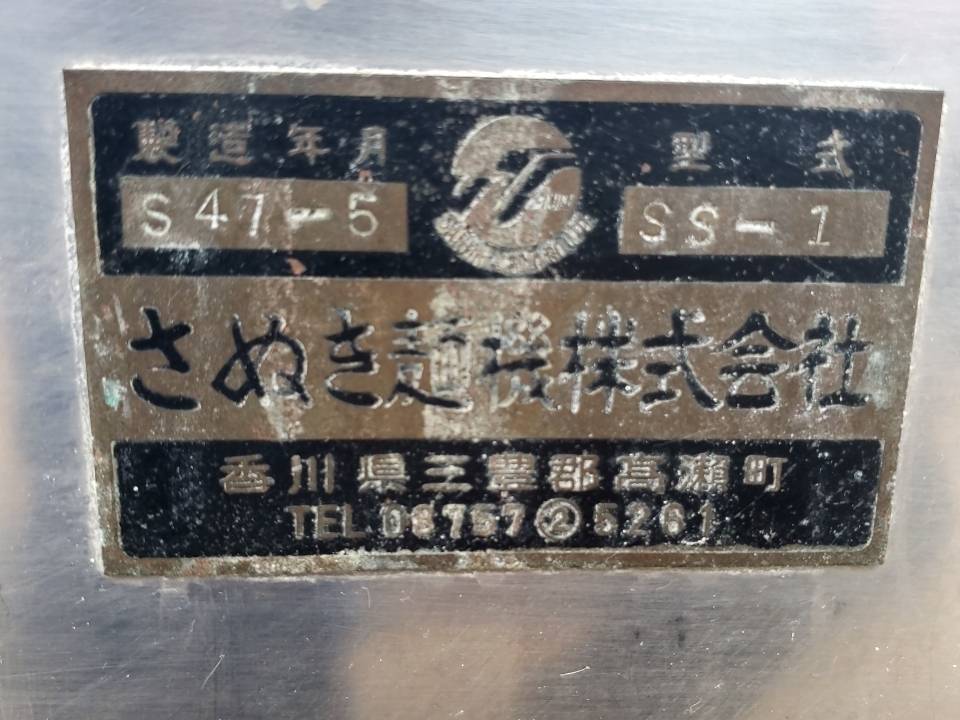 製造年月 型式
S47-5 SS-1
さぬき麺機株式会社
香川県三豊郡高瀬町
TEL 08757②5261